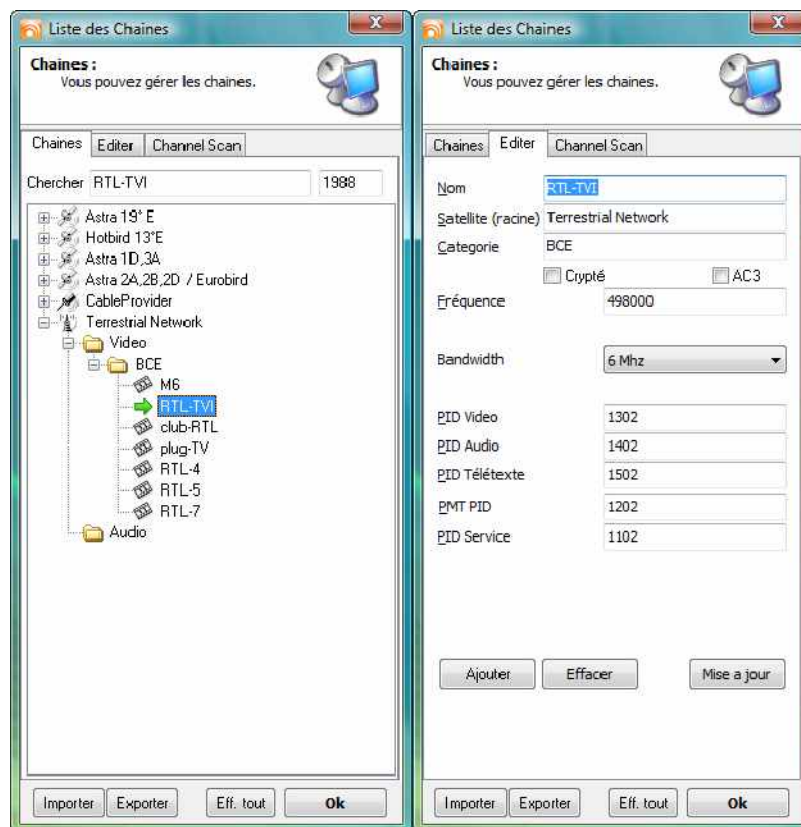 Liste des Chaines
Chaines :
Vous pouvez gérer les chaines.
Chaines Editer Channel Scan
Chercher RTL-TVI 1988
Astra 19° E
Hotbird 13°E
Astra 1D,3A
Astra 2A,2B,2D / Eurobird
CableProvider
Terrestrial Network
Video
BCE
M6
RTL-TVI
club-RTL
plug-TV
RTL-4
RTL-5
RTL-7
Audio
Importer Exporter Eff. tout Ok
Liste des Chaines
Chaines :
Vous pouvez gérer les chaines.
Chaines Editer Channel Scan
Nom RTL-TVI
Satellite (racine) Terrestrial Network
Categorie BCE
Crypté AC3
Fréquence 498000
Bandwidth 6 Mhz
PID Video 1302
PID Audio 1402
PID Télétexte 1502
PMT PID 1202
PID Service 1102
Ajouter Effacer Mise a jour
Importer Exporter Eff. tout Ok